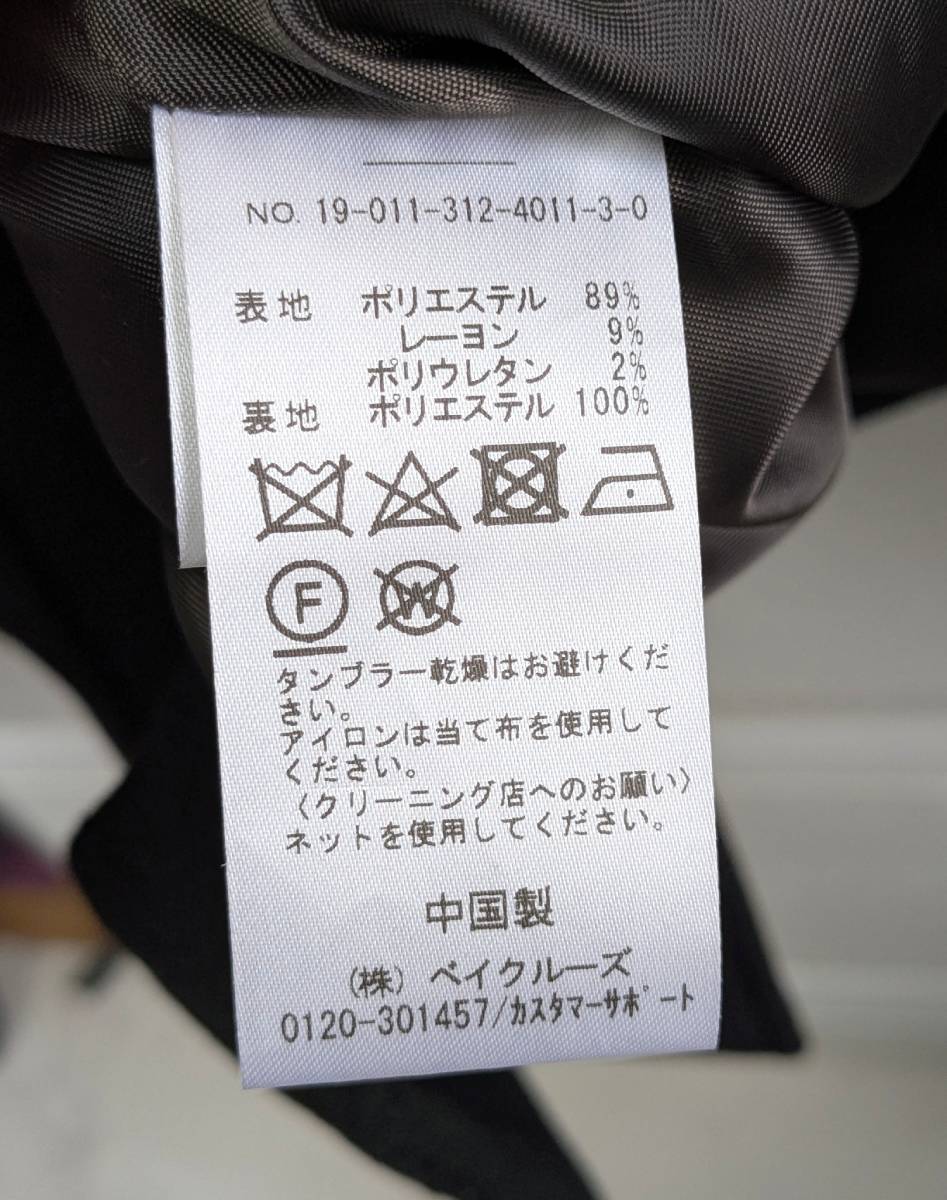 NO. 19-011-312-4011-3-0
表地 ポリエステル 89%
レーヨン 9%
ポリウレタン 2%
裏地 ポリエステル 100%
F W
タンブラー乾燥はお避けくだ
さい。
アイロンは当て布を使用して
ください。
〈クリーニング店へのお願い〉
ネットを使用してください。
中国製
(株) ベイクルーズ
0120-301457/カスタマーサポート